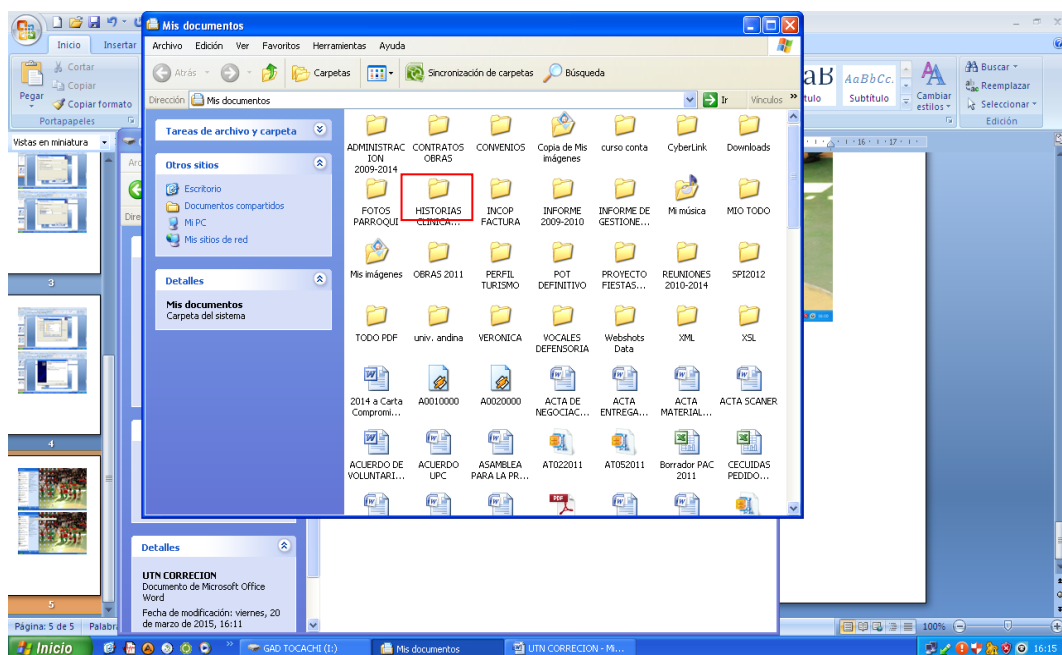 Mis documentos
Inicio Insertar
Archivo Edición Ver Favoritos Herramientas Ayuda
Cortar
Copiar
Pegar
Copiar formato
Portapapeles
Atrás
Carpetas
Sincronización de carpetas
Búsqueda
Dirección Mis documentos
Ir
Vínculos »
AaBbCc.
Subtítulo
Cambiar estilos
Buscar
Reemplazar
Seleccionar
Edición
Vistas en miniatura
3
4
5
Tareas de archivo y carpeta
Otros sitios
Escritorio
Documentos compartidos
Mi PC
Mis sitios de red
Detalles
Mis documentos
Carpeta del sistema
ADMINISTRAC ION 2009-2014
CONTRATOS OBRAS
CONVENIOS
Copia de Mis imágenes
curso conta
CyberLink
Downloads
FOTOS PARROQUI
HISTORIAS CLINICA...
INCOP FACTURA
INFORME 2009-2010
INFORME DE GESTIONE...
Mi música
MIO TODO
Mis imágenes
OBRAS 2011
PERFIL TURISMO
POT DEFINITIVO
PROYECTO FIESTAS...
REUNIONES 2010-2014
SPI2012
TODO PDF
univ. andina
VERONICA
VOCALES DEFENSORIA
Webshots Data
XML
XSL
2014 a Carta Compromi...
A0010000
A0020000
ACTA DE NEGOCIAC...
ACTA ENTREGA...
ACTA MATERIAL...
ACTA SCANER
ACUERDO DE VOLUNTARI...
ACUERDO UPC
ASAMBLEA PARA LA PR...
AT022011
AT052011
Borrador PAC 2011
CECUIDAS PEDIDO...
Detalles
UTN CORRECION
Documento de Microsoft Office
Word
Fecha de modificación: viernes, 20
de marzo de 2015, 16:11
Página: 5 de 5 Palabra
100%
Inicio
GAD TOCACHI (I:)
Mis documentos
UTN CORRECION - Mi...
16:15